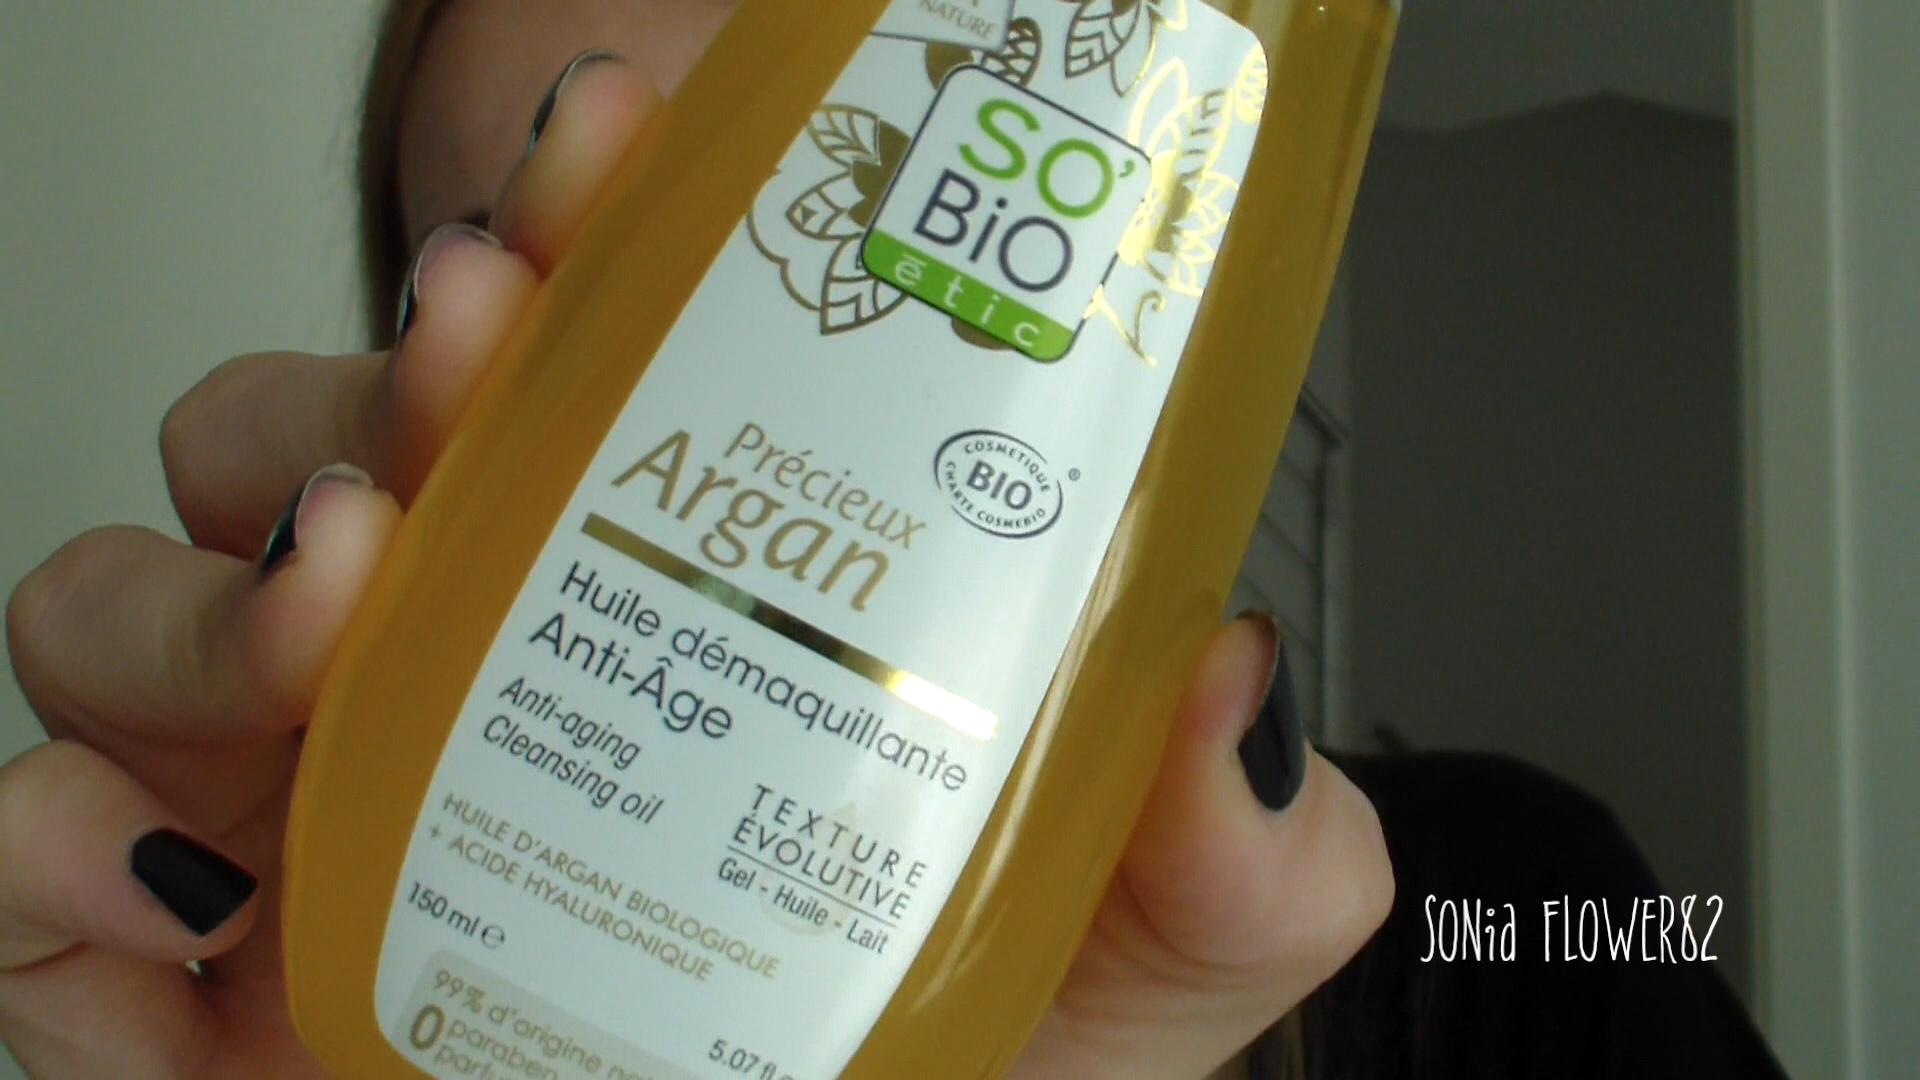 NATURE
SO'
BiO
étic
Précieux
Argan
COSMETIQUE
BIO
CHARTE COSMEBIO
®
Huile démaquillante
Anti-Âge
Anti-aging
Cleansing oil
TEXTURE
ÉVOLUTIVE
Gel - Huile - Lait
HUILE D'ARGAN BIOLOGIQUE
+ ACIDE HYALURONIQUE
150 ml e
5.07 fl
99% d'origine
0 paraben
SONia FLOWER82